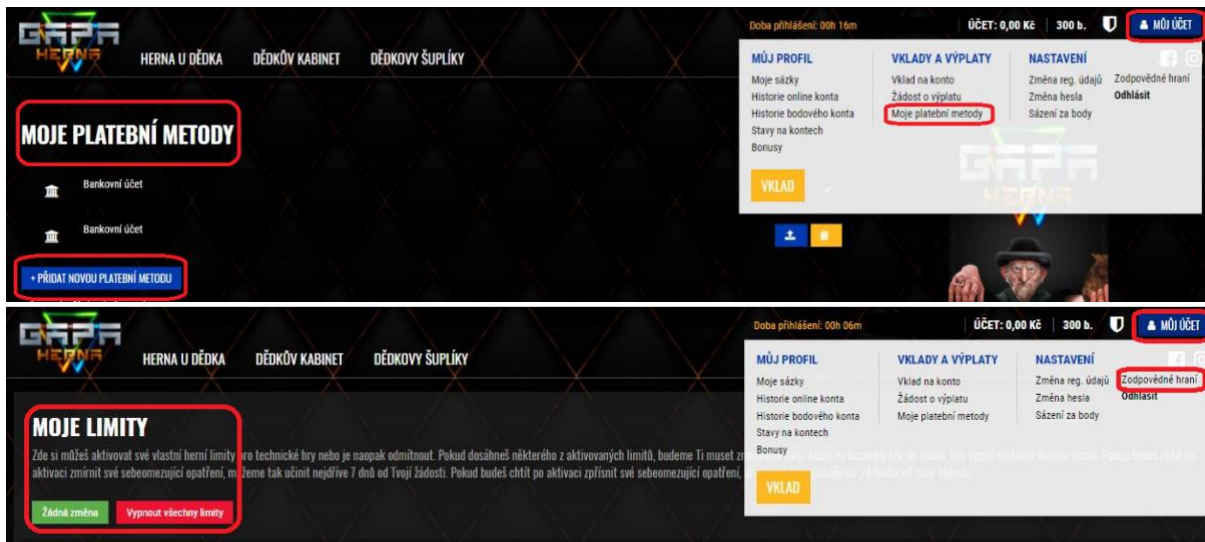 GAPA
HERNA
HERNA U DĚDKA DĚDKŮV KABINET DĚDKOVY ŠUPLÍKY
Doba přihlášení: 00h 16m ÚČET: 0,00 Kč 300 b. MŮJ ÚČET
MŮJ PROFIL VKLADY A VÝPLATY NASTAVENÍ
Moje sázky Vklad na konto Změna reg. údajů Zodpovědné hraní
Historie online konta Žádost o výplatu Změna hesla Odhlásit
Historie bodového konta Moje platební metody Sázení za body
Stavy na kontech
Bonusy
VKLAD
GAPA
HERNA
MOJE PLATEBNÍ METODY
Bankovní účet
Bankovní účet
+ PŘIDAT NOVOU PLATEBNÍ METODU
GAPA
HERNA
HERNA U DĚDKA DĚDKŮV KABINET DĚDKOVY ŠUPLÍKY
Doba přihlášení: 00h 06m ÚČET: 0,00 Kč 300 b. MŮJ ÚČET
MŮJ PROFIL VKLADY A VÝPLATY NASTAVENÍ
Moje sázky Vklad na konto Změna reg. údajů Zodpovědné hraní
Historie online konta Žádost o výplatu Změna hesla Odhlásit
Historie bodového konta Moje platební metody Sázení za body
Stavy na kontech
Bonusy
VKLAD
MOJE LIMITY
Zde si můžeš aktivovat své vlastní herní limity pro technické hry nebo je naopak odmítnout. Pokud dosáhneš některého z aktivovaných limitů, budeme Ti muset
aktivaci zmírnit své sebeomezující opatření, můžeme tak učinit nejdříve 7 dnů od Tvojí žádosti. Pokud budeš chtít po aktivaci zpřísnit své sebeomezující opatření,
Žádná změna Vypnout všechny limity